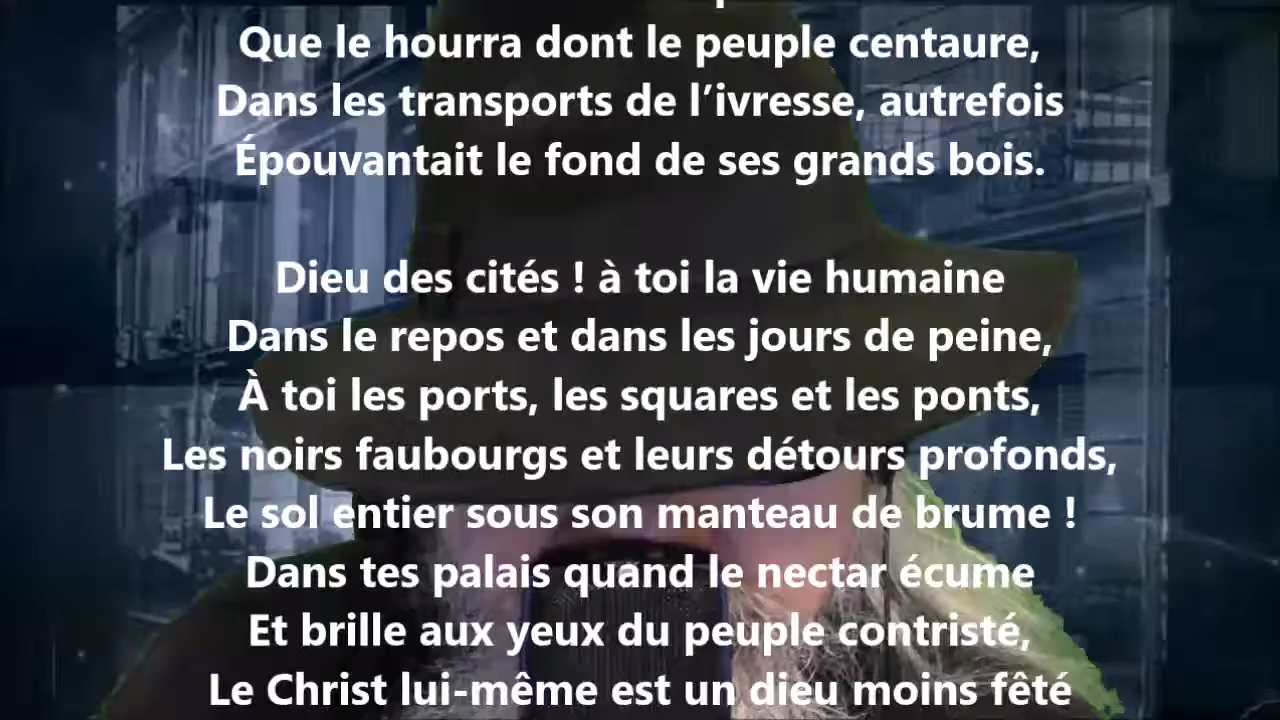 Que le hourra dont le peuple centaure,
Dans les transports de l’ivresse, autrefois
Épouvantait le fond de ses grands bois.
Dieu des cités ! à toi la vie humaine
Dans le repos et dans les jours de peine,
À toi les ports, les squares et les ponts,
Les noirs faubourgs et leurs détours profonds,
Le sol entier sous son manteau de brume !
Dans tes palais quand le nectar écume
Et brille aux yeux du peuple contristé,
Le Christ lui-même est un dieu moins fêté